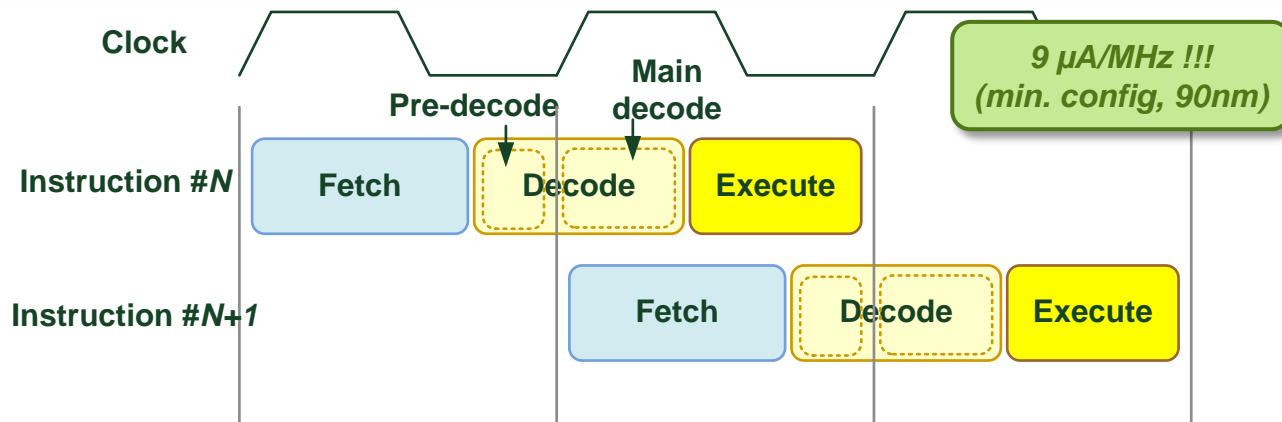 Clock
9 µA/MHz !!!
(min. config, 90nm)
Main
decode
Pre-decode
Instruction #N
Fetch
Decode
Execute
Instruction #N+1
Fetch
Decode
Execute